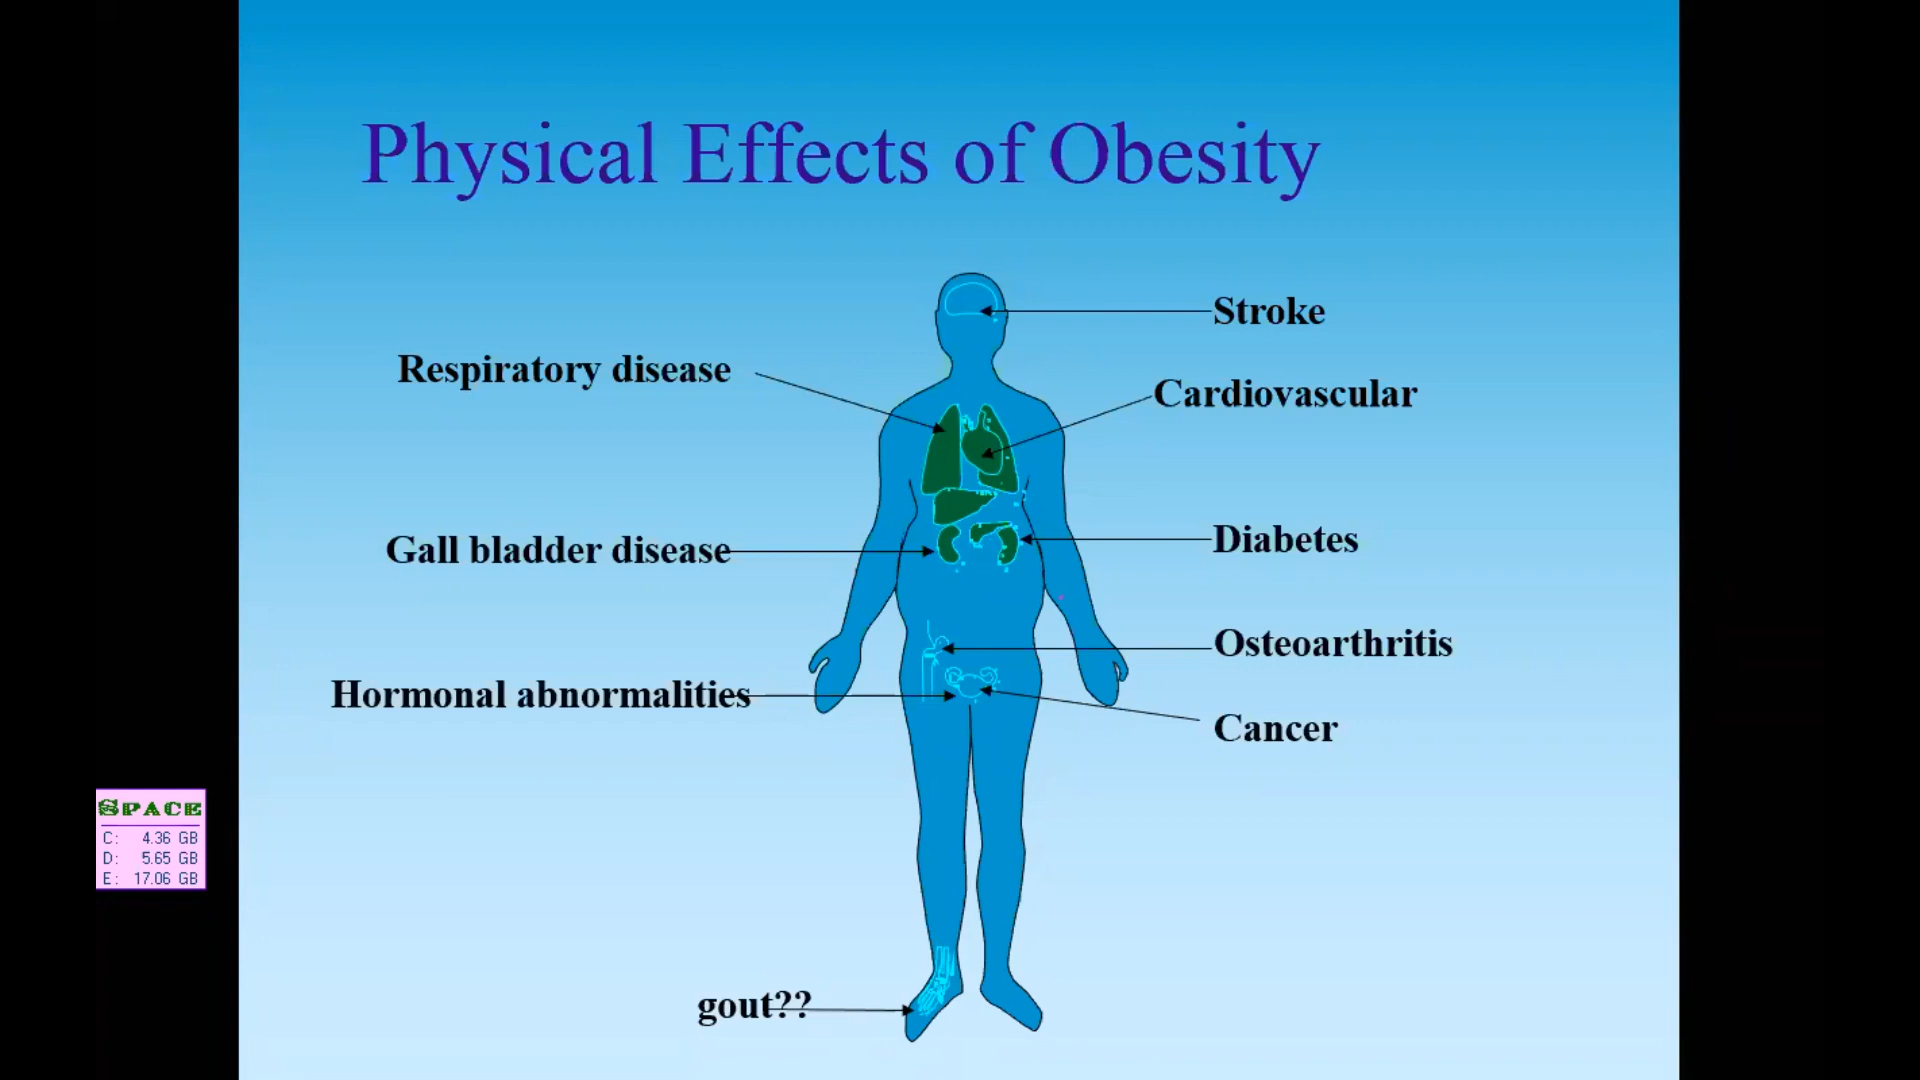 Physical Effects of Obesity
Stroke
Respiratory disease
Cardiovascular
Diabetes
Gall bladder disease
Osteoarthritis
Hormonal abnormalities
Cancer
SPACE
C: 4.36 GB
D: 5.65 GB
E: 17.06 GB
gout??